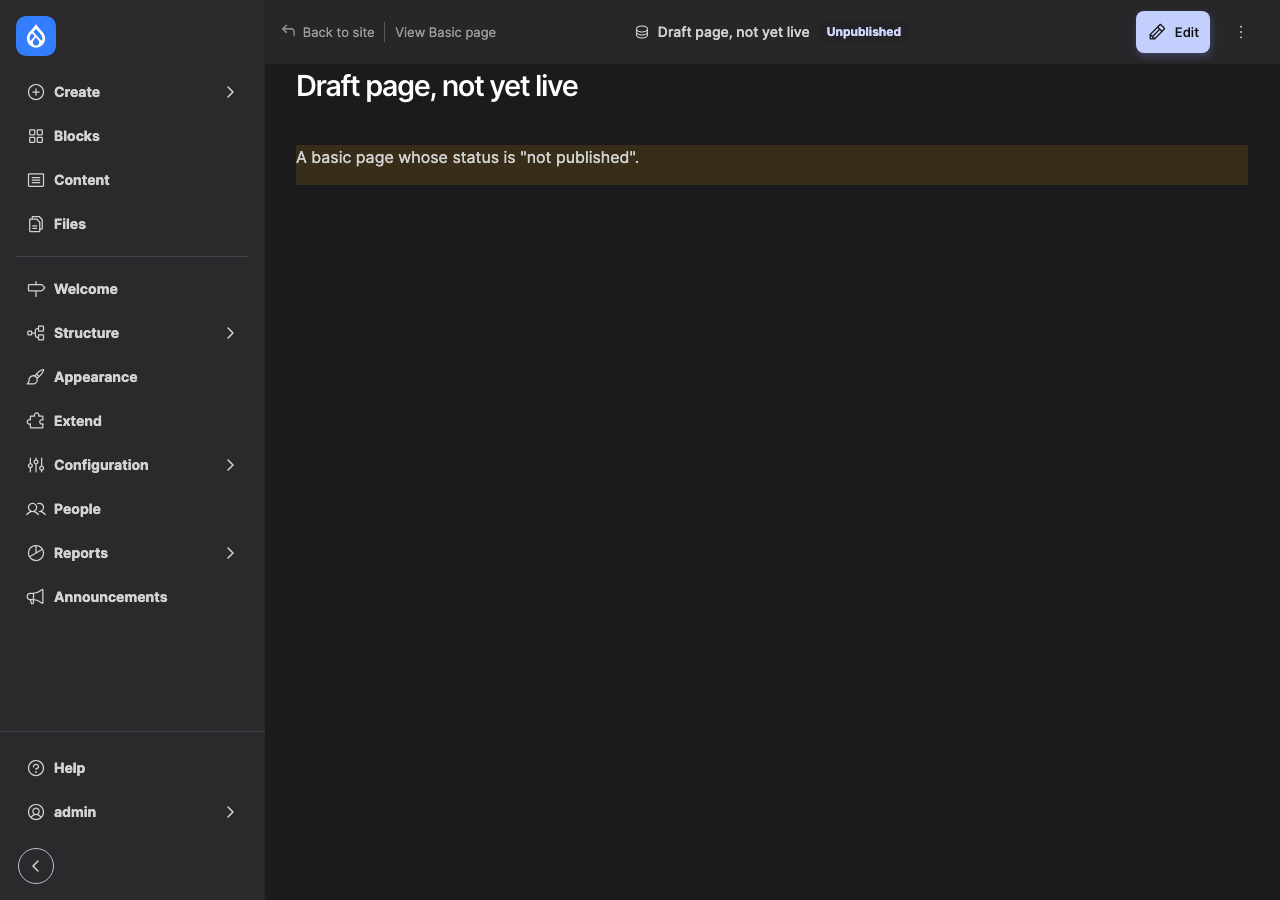 Back to site
View Basic page
Draft page, not yet live
Unpublished
Edit
Create
Blocks
Content
Files
Welcome
Structure
Appearance
Extend
Configuration
People
Reports
Announcements
Help
admin
Draft page, not yet live
A basic page whose status is "not published".